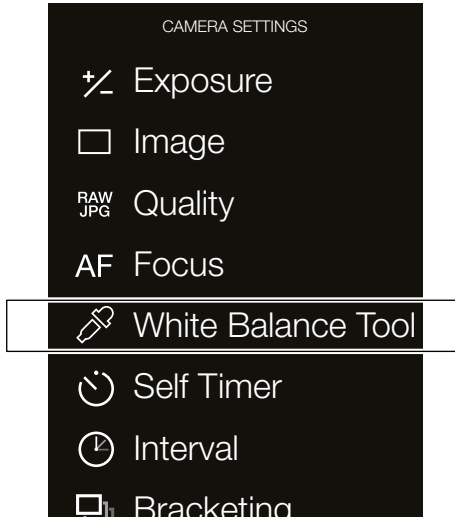 CAMERA SETTINGS
Exposure
Image
RAW
JPG Quality
AF Focus
White Balance Tool
Self Timer
Interval
Bracketing